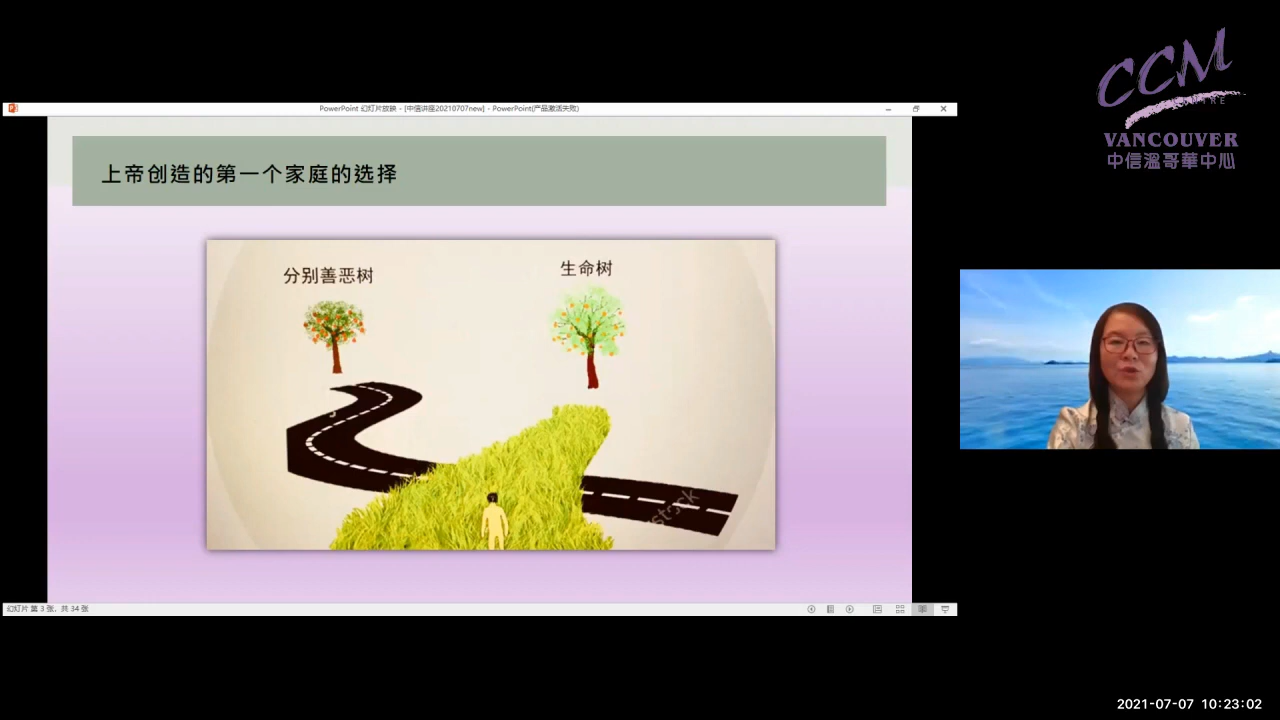 CCM
CENTRE
VANCOUVER
中信溫哥華中心
PowerPoint 幻灯片放映 - [中信讲座20210707new] - PowerPoint(产品激活失败)
上帝创造的第一个家庭的选择
分别善恶树
生命树
stock
幻灯片 第 3 张，共 34 张
2021-07-07 10:23:02